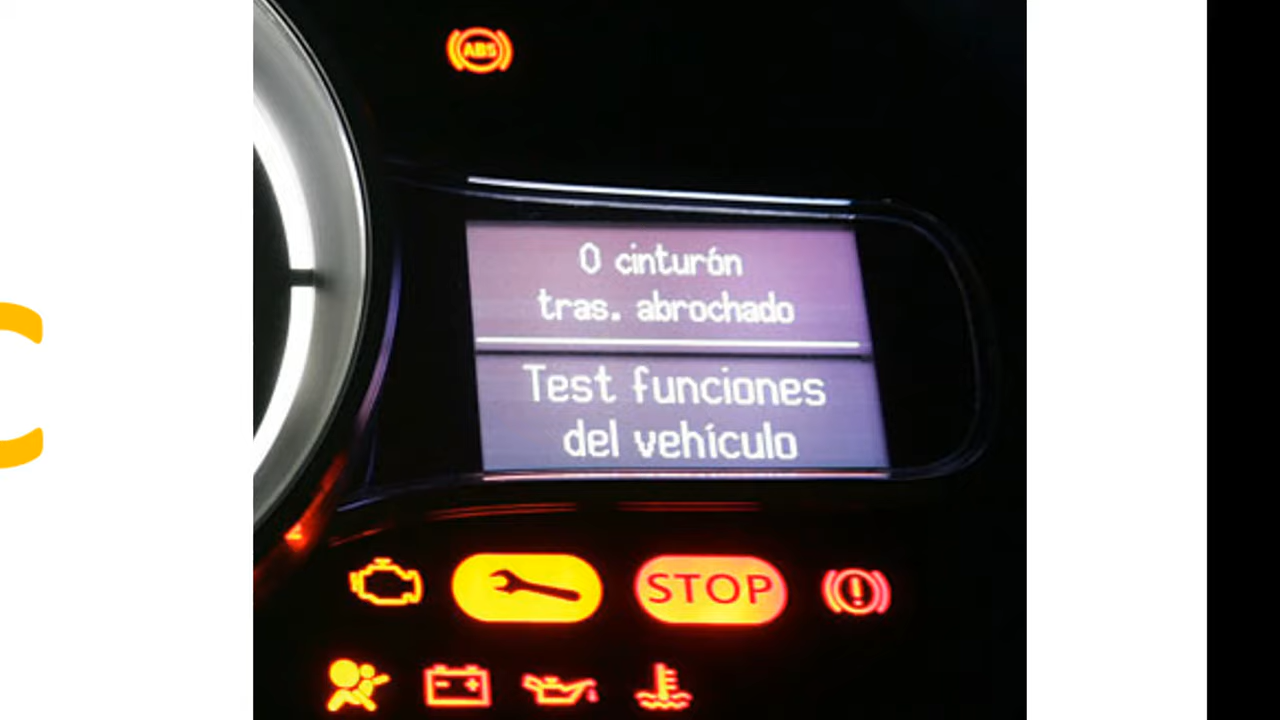 ABS
0 cinturón
tras. abrochado
Test funciones
del vehículo
STOP